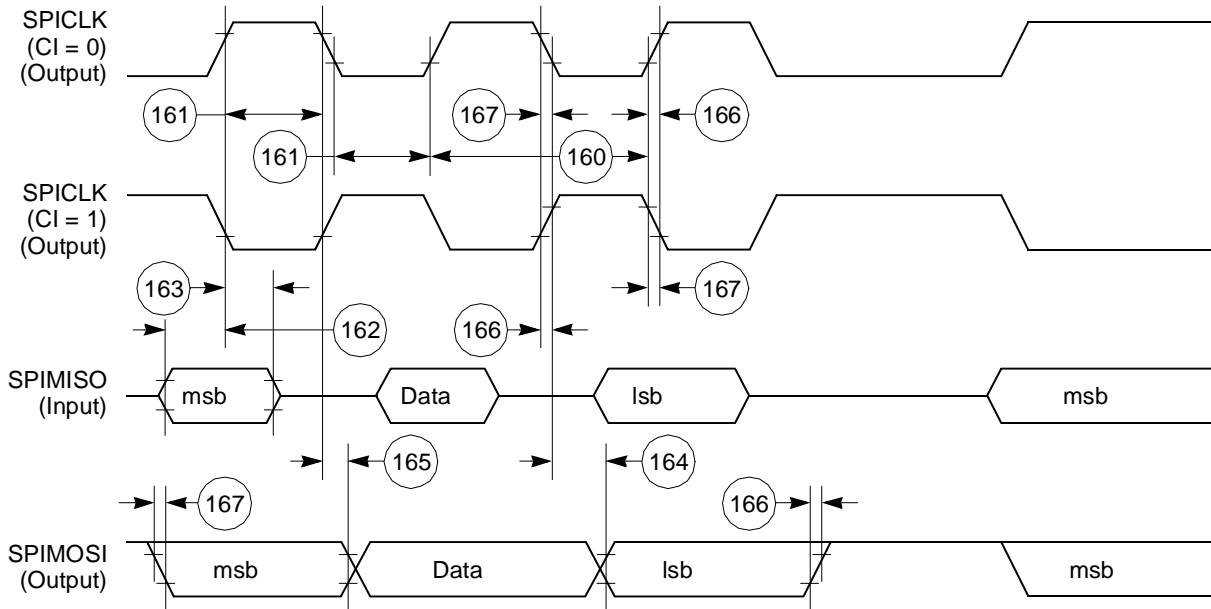 SPICLK
(CI = 0)
(Output)
161
167
166
161
160
SPICLK
(CI = 1)
(Output)
163
167
162
166
SPIMISO
(Input)
msb
Data
lsb
msb
165
164
167
166
SPIMOSI
(Output)
msb
Data
lsb
msb